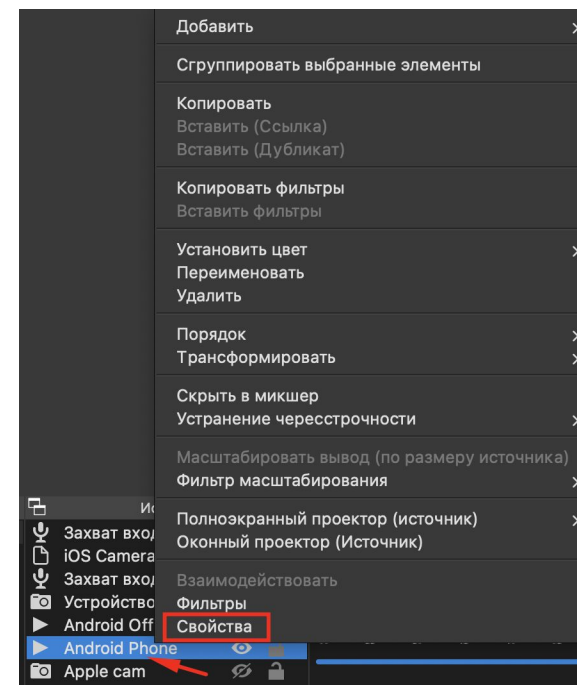 Добавить
Сгруппировать выбранные элементы
Копировать
Вставить (Ссылка)
Вставить (Дубликат)
Копировать фильтры
Вставить фильтры
Установить цвет
Переименовать
Удалить
Порядок
Трансформировать
Скрыть в микшер
Устранение чересстрочности
Масштабировать вывод (по размеру источника)
Фильтр масштабирования
Полноэкранный проектор (источник)
Оконный проектор (Источник)
Взаимодействовать
Фильтры
Свойства
Захват
iOS Camera
Захват
Устройство
Android Off
Android Phone
Apple cam